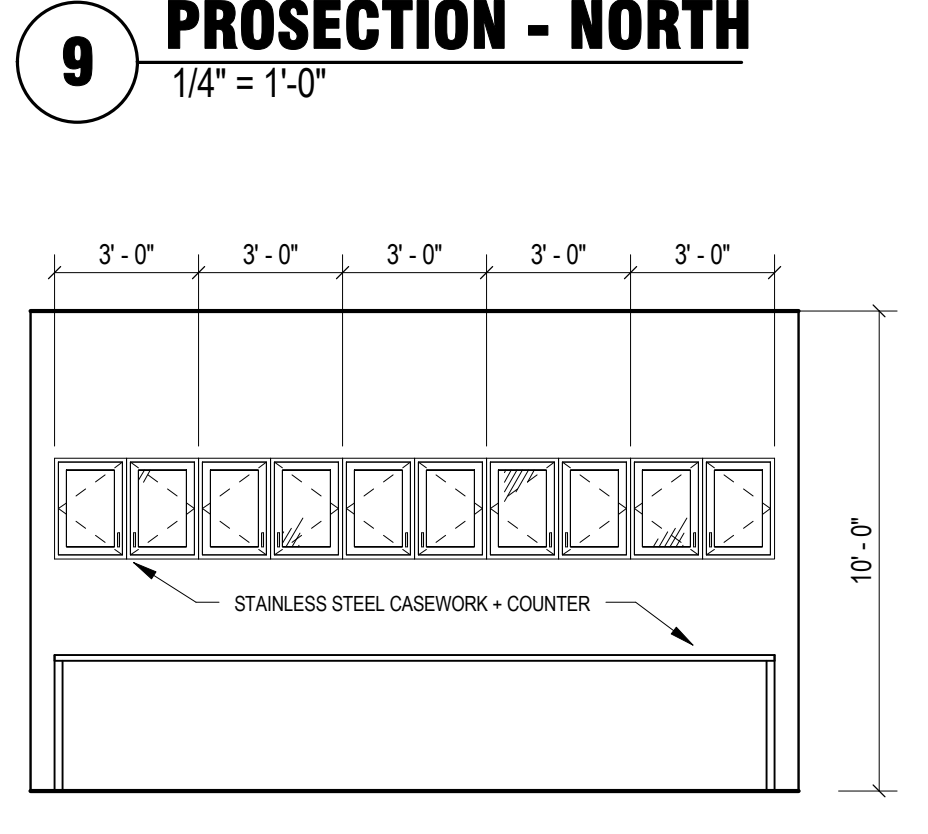 9
PROSECTION - NORTH
1/4" = 1'-0"
3' - 0" 3' - 0" 3' - 0" 3' - 0" 3' - 0"
10' - 0"
STAINLESS STEEL CASEWORK + COUNTER